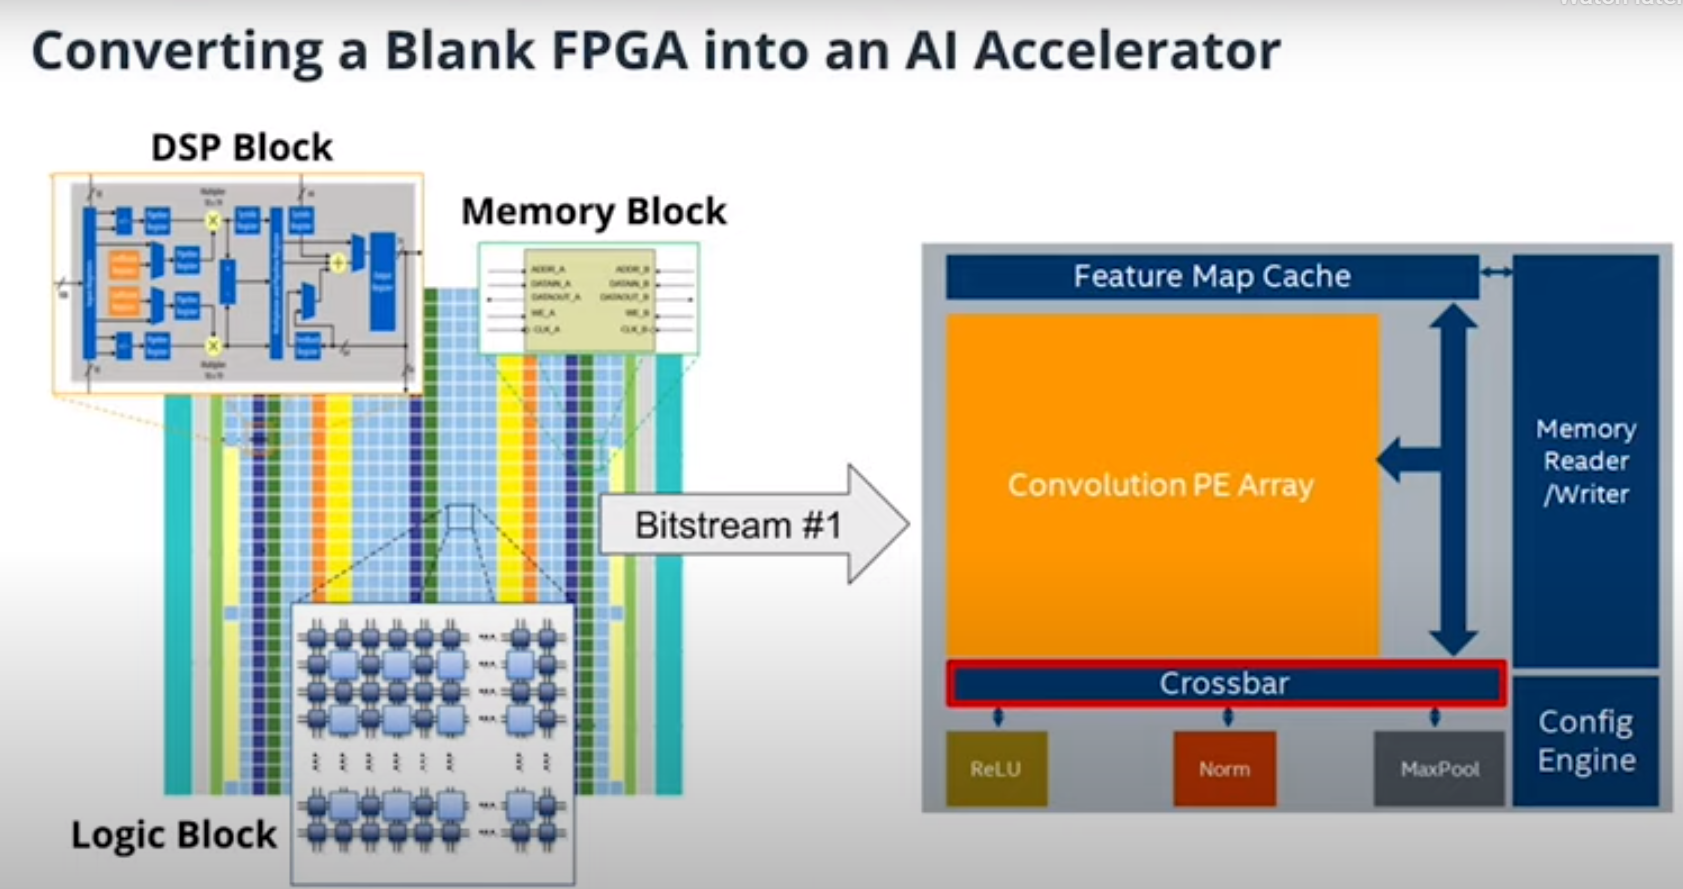 Converting a Blank FPGA into an AI Accelerator
DSP Block
Memory Block
ADDR_A
ADDR_B
DATAOUT_A
DATAOUT_B
WE_A
WE_B
CLK_A
CLK_B
Feature Map Cache
Convolution PE Array
Memory
Reader
/Writer
Bitstream #1
Crossbar
Config
Engine
ReLU
Norm
MaxPool
Logic Block